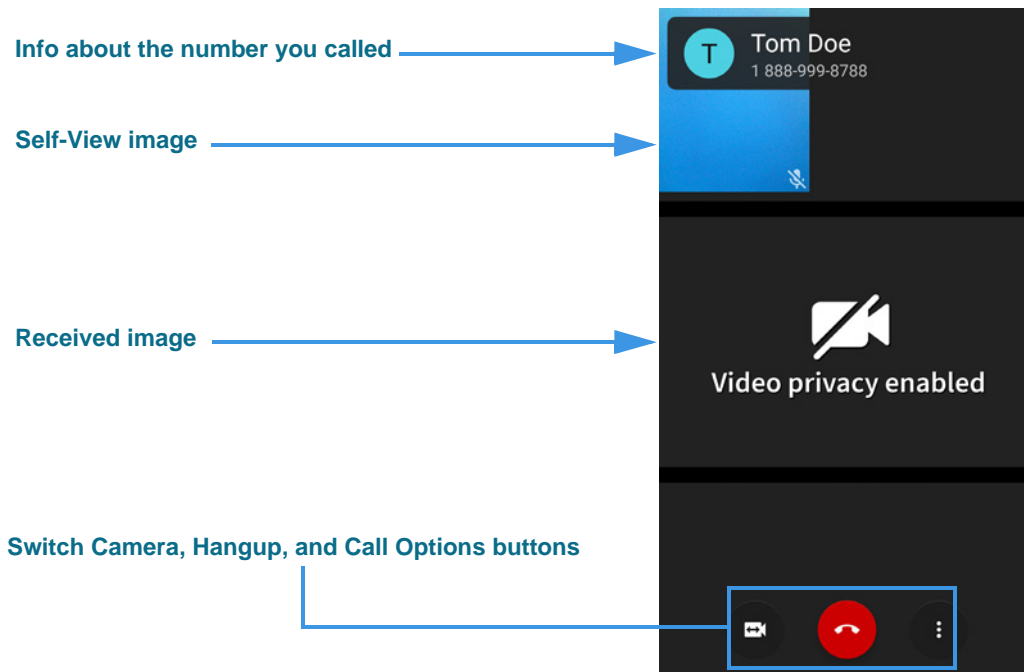 Info about the number you called
T
Tom Doe
1 888-999-8788
Self-View image
Received image
Video privacy enabled
Switch Camera, Hangup, and Call Options buttons